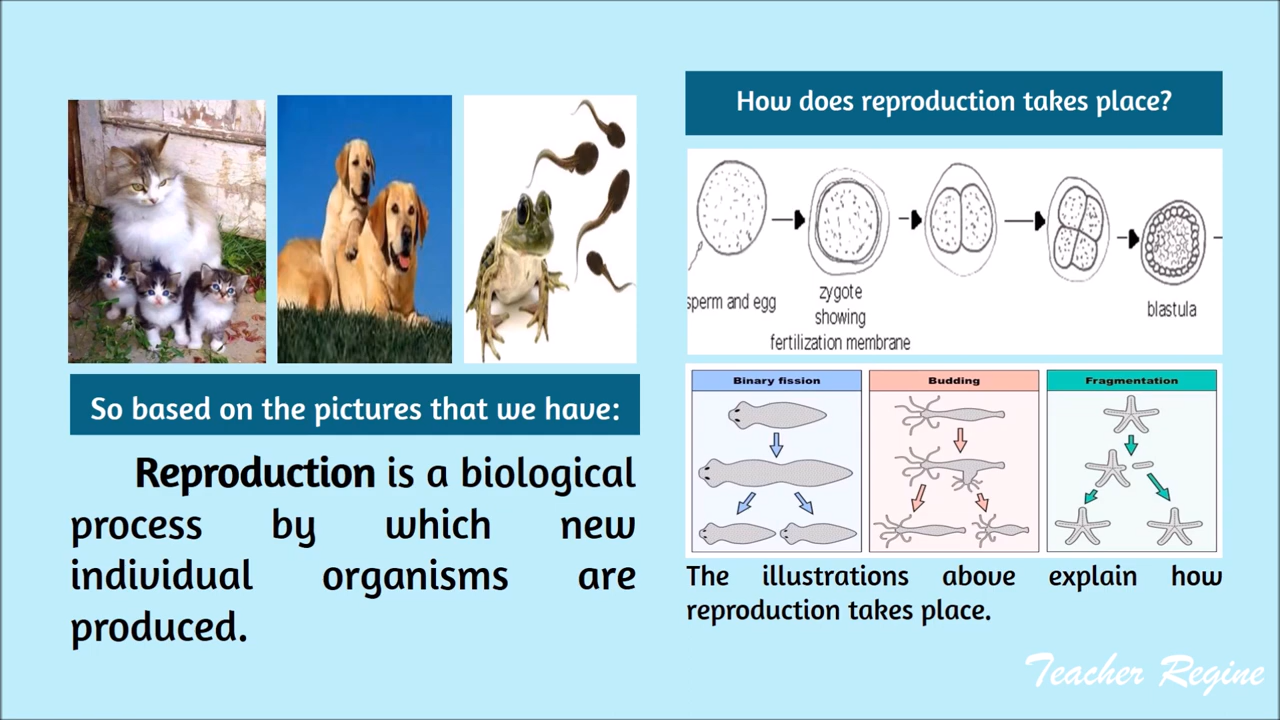 So based on the pictures that we have:
Reproduction is a biological
process by which new
individual organisms are
produced.
How does reproduction takes place?
sperm and egg
zygote
showing
fertilization membrane
blastula
Binary fission
Budding
Fragmentation
The illustrations above explain how
reproduction takes place.
Teacher Regine